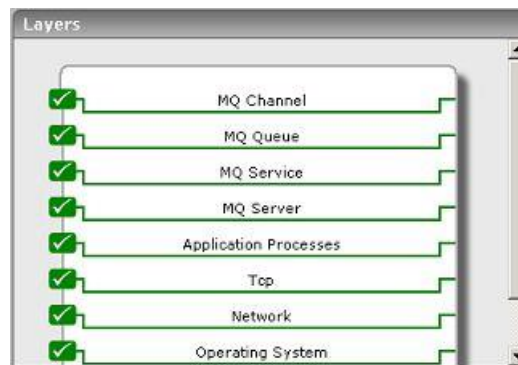 Layers
MQ Channel
MQ Queue
MQ Service
MQ Server
Application Processes
Tcp
Network
Operating System